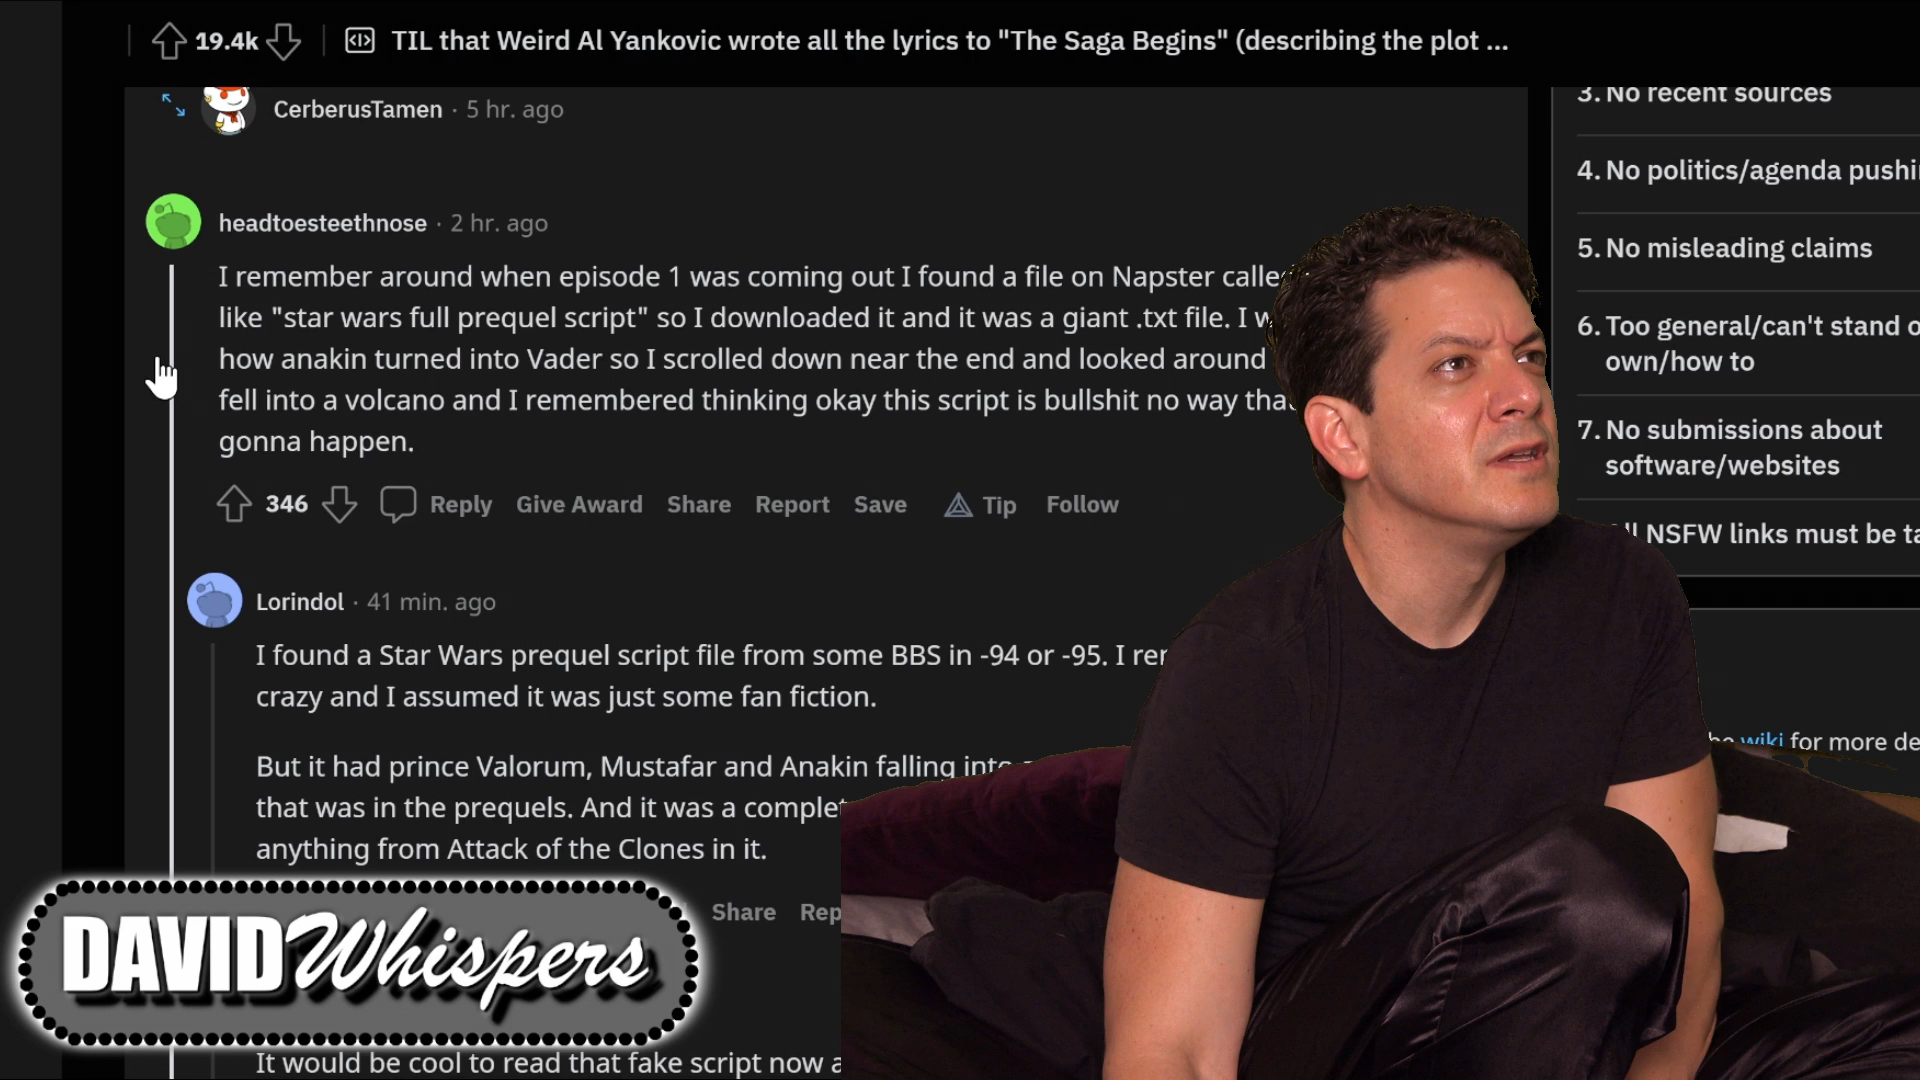 19.4k
TIL that Weird Al Yankovic wrote all the lyrics to "The Saga Begins" (describing the plot ...
CerberusTamen · 5 hr. ago
headtoesteethnose · 2 hr. ago
I remember around when episode 1 was coming out I found a file on Napster
like "star wars full prequel script" so I downloaded it and it was a giant .txt file. I
how anakin turned into Vader so I scrolled down near the end and looked around
fell into a volcano and I remembered thinking okay this script is bullshit no way
gonna happen.
346 Reply Give Award Share Report Save Tip Follow
Lorindol · 41 min. ago
I found a Star Wars prequel script file from some BBS in -94 or -95. I
crazy and I assumed it was just some fan fiction.
But it had prince Valorum, Mustafar and Anakin falling into
that was in the prequels. And it was a
anything from Attack of the Clones in it.
Share
It would be cool to read that fake script now
3. No recent sources
4. No politics/agenda
5. No misleading claims
6. Too general/can't stand
own/how to
7. No submissions about
software/websites
NSFW links must be
wiki for more
DAVID Whispers